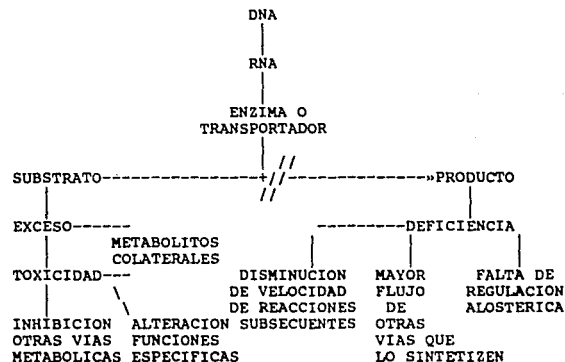 DNA
RNA
ENZIMA O
TRANSPORTADOR
SUBSTRATO
PRODUCTO
EXCESO
DEFICIENCIA
METABOLITOS
COLATERALES
TOXICIDAD
DISMINUCION
DE VELOCIDAD
DE REACCIONES
SUBSECUENTES
MAYOR
FLUJO
DE
OTRAS
VIAS QUE
LO SINTETIZEN
FALTA DE
REGULACION
ALOSTERICA
INHIBICION
OTRAS VIAS
METABOLICAS
ALTERACION
FUNCIONES
ESPECIFICAS